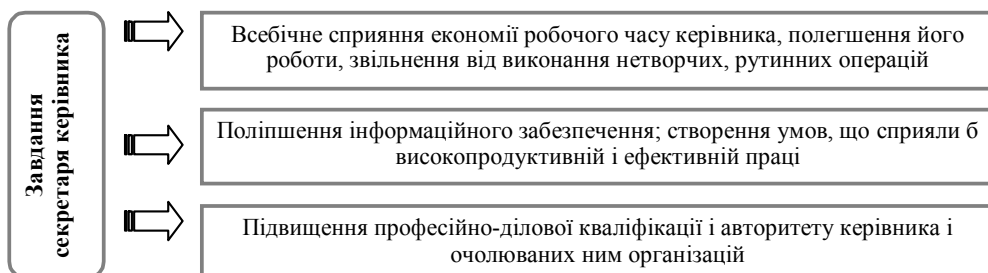 Завдання
секретаря керівника
Всебічне сприяння економії робочого часу керівника, полегшення його
роботи, звільнення від виконання нетворчих, рутинних операцій
Поліпшення інформаційного забезпечення; створення умов, що сприяли б
високопродуктивній і ефективній праці
Підвищення професійно-ділової кваліфікації і авторитету керівника і
очолюваних ним організацій